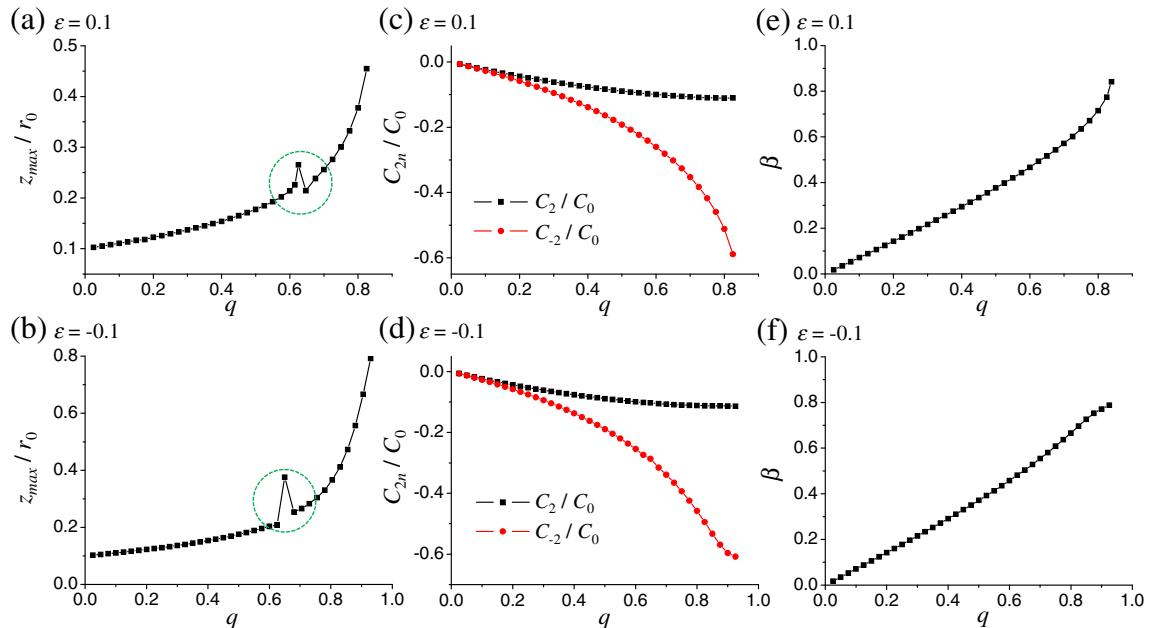 (a) ε = 0.1
0.5
0.4
0.3
0.2
0.1
z_max / r_0
0.0 0.2 0.4 0.6 0.8
q
(c) ε = 0.1
0.0
-0.2
-0.4
-0.6
C_2n / C_0
C_2 / C_0
C_-2 / C_0
0.0 0.2 0.4 0.6 0.8
q
(e) ε = 0.1
1.0
0.8
0.6
0.4
0.2
0.0
β
0.0 0.2 0.4 0.6 0.8
q
(b) ε = -0.1
0.8
0.6
0.4
0.2
0.0
z_max / r_0
0.0 0.2 0.4 0.6 0.8 1.0
q
(d) ε = -0.1
0.0
-0.2
-0.4
-0.6
C_2n / C_0
C_2 / C_0
C_-2 / C_0
0.0 0.2 0.4 0.6 0.8 1.0
q
(f) ε = -0.1
1.0
0.8
0.6
0.4
0.2
0.0
β
0.0 0.2 0.4 0.6 0.8 1.0
q